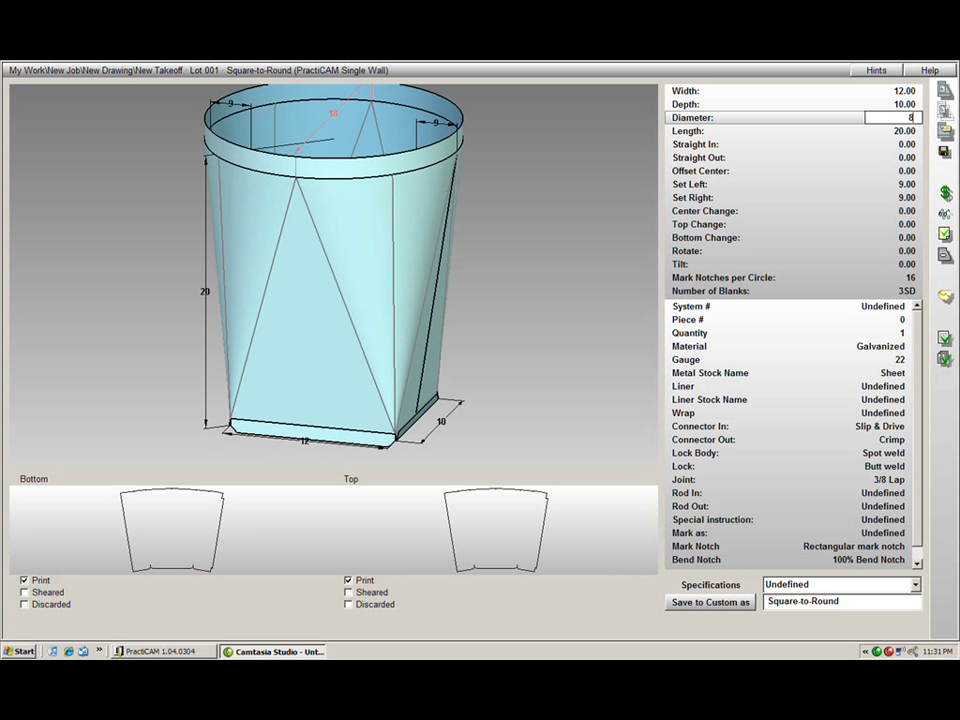 My Work\New Job\New Drawing\New Takeoff - Lot 001 - Square-to-Round (PractiCAM Single Wall)
Hints
Help
9
18
9
20
10
12
Width: 12.00
Depth: 10.00
Diameter: 8
Length: 20.00
Straight In: 0.00
Straight Out: 0.00
Offset Center: 0.00
Set Left: 9.00
Set Right: 9.00
Center Change: 0.00
Top Change: 0.00
Bottom Change: 0.00
Rotate: 0.00
Tilt: 0.00
Mark Notches per Circle: 16
Number of Blanks: 3SD
System # Undefined
Piece # 0
Quantity 1
Material Galvanized
Gauge 22
Metal Stock Name Sheet
Liner Undefined
Liner Stock Name Undefined
Wrap Undefined
Connector In: Slip & Drive
Connector Out: Crimp
Lock Body: Spot weld
Lock: Butt weld
Joint: 3/8 Lap
Rod In: Undefined
Rod Out: Undefined
Special instruction: Undefined
Mark as: Undefined
Mark Notch Rectangular mark notch
Bend Notch 100% Bend Notch
Bottom
Top
Print
Sheared
Discarded
Print
Sheared
Discarded
Specifications Undefined
Save to Custom as Square-to-Round
Start
»
PractiCAM 1.04.0304
Camtasia Studio - Unt...
«
11:31 PM